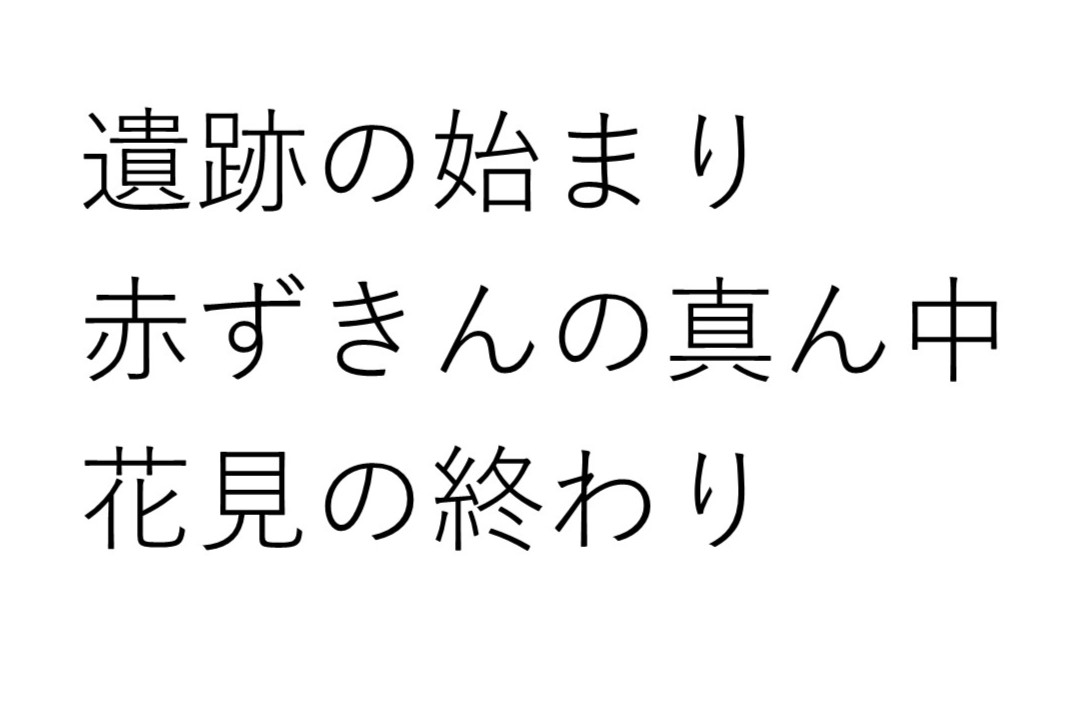 遺跡の始まり
赤ずきんの真ん中
花見の終わり